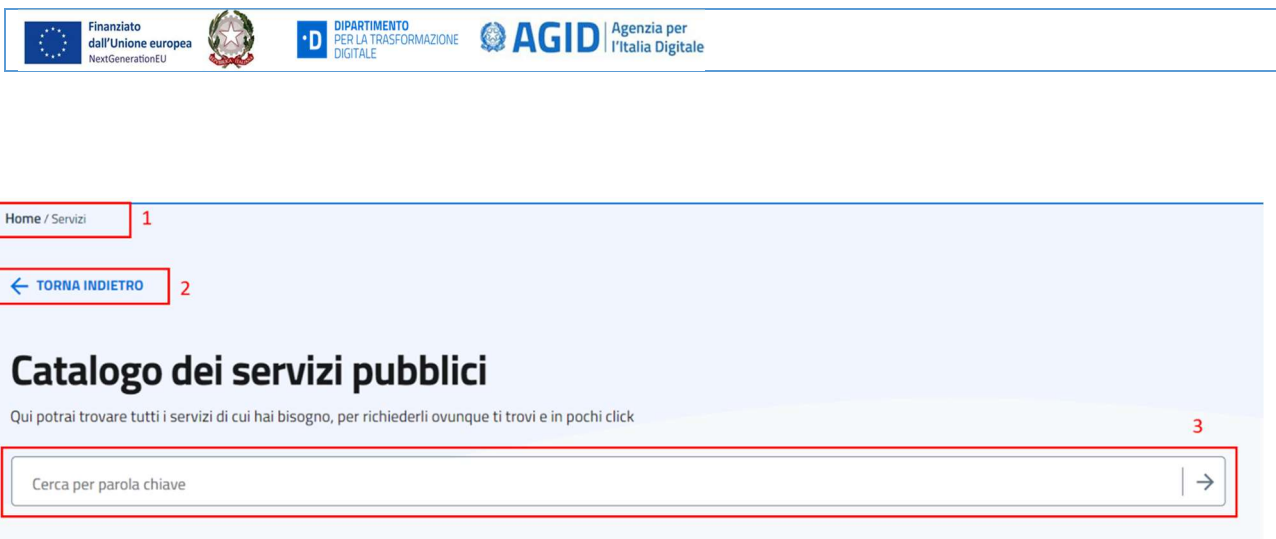 Finanziato
dall'Unione europea
NextGenerationEU
·D
DIPARTIMENTO
PER LA TRASFORMAZIONE
DIGITALE
AGID
Agenzia per
l'Italia Digitale
Home / Servizi
1
TORNA INDIETRO
2
Catalogo dei servizi pubblici
Qui potrai trovare tutti i servizi di cui hai bisogno, per richiederli ovunque ti trovi e in pochi click
3
Cerca per parola chiave